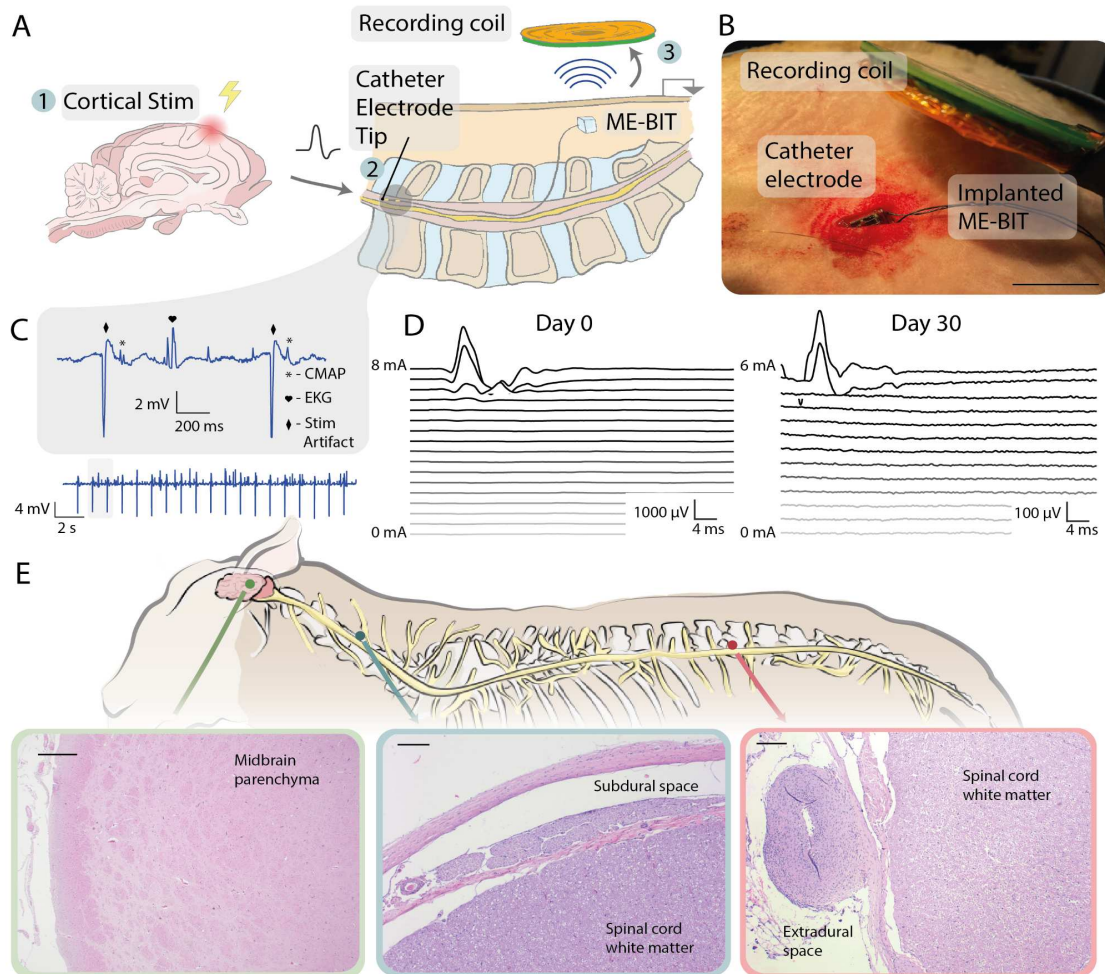 A
Recording coil
3
1
Cortical Stim
Catheter
Electrode
Tip
ME-BIT
2
B
Recording coil
Catheter
electrode
Implanted
ME-BIT
C
* - CMAP
♥ - EKG
♦ - Stim
Artifact
2 mV
200 ms
4 mV
2 s
D
Day 0
Day 30
8 mA
0 mA
1000 µV
4 ms
6 mA
v
0 mA
100 µV
4 ms
E
Midbrain
parenchyma
Subdural space
Spinal cord
white matter
Spinal cord
white matter
Extradural
space